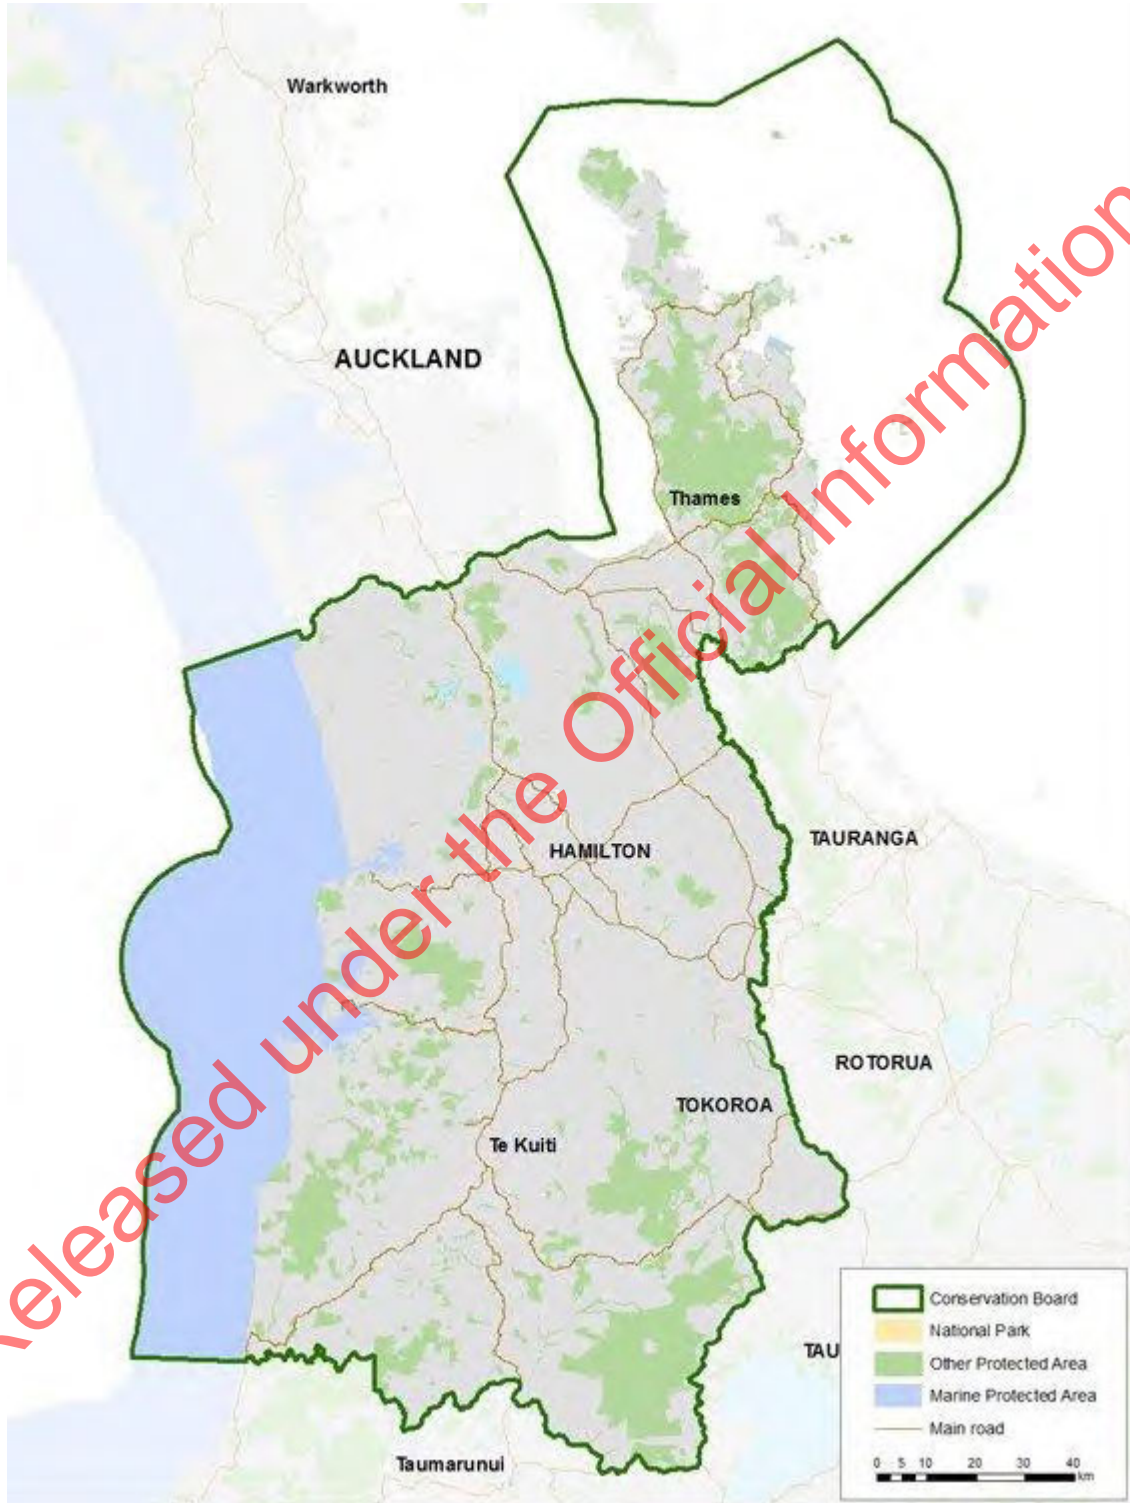 Warkworth
AUCKLAND
Thames
HAMILTON
TAURANGA
ROTORUA
TOKOROA
Te Kuiti
TAU
Taumarunui
Released under the Official Information
Conservation Board
National Park
Other Protected Area
Marine Protected Area
Main road
0 5 10 20 30 40
km